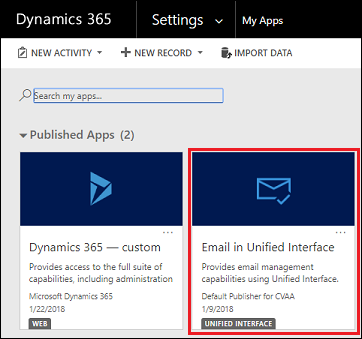 Dynamics 365 Settings My Apps
NEW ACTIVITY NEW RECORD IMPORT DATA
Search my apps...
Published Apps (2)
Dynamics 365 — custom
Provides access to the full suite of
capabilities, including administration
Microsoft Dynamics 365
1/22/2018
WEB
Email in Unified Interface
Provides email management
capabilities using Unified Interface.
Default Publisher for CVAA
1/9/2018
UNIFIED INTERFACE